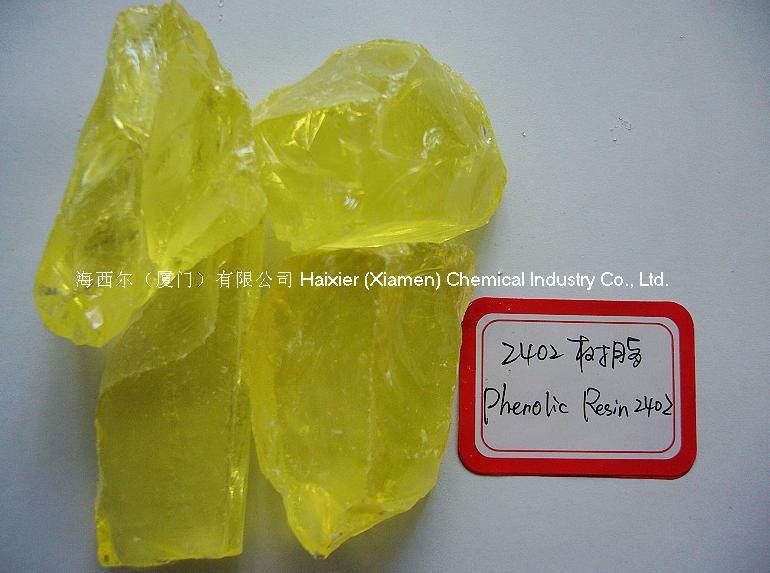 海西尔（厦门）有限公司 Haixier (Xiamen) Chemical Industry Co., Ltd.
2402 树脂
Phenolic Resin 2402